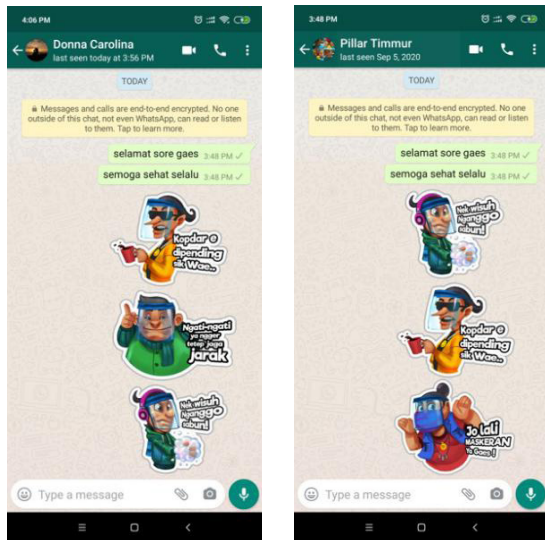 4:06 PM
Donna Carolina
last seen today at 3:56 PM
TODAY
Messages and calls are end-to-end encrypted. No one
outside of this chat, not even WhatsApp, can read or listen
to them. Tap to learn more.
selamat sore gaes 3:48 PM
semoga sehat selalu 3:48 PM
Kopdar e
dipending
sik Wae..
Ngati-ngati
ya ngger
tetep jaga
jarak
Nek wisuh
Nganggo
sabun!
Type a message
3:48 PM
Pillar Timmur
last seen Sep 5, 2020
TODAY
Messages and calls are end-to-end encrypted. No one
outside of this chat, not even WhatsApp, can read or listen
to them. Tap to learn more.
selamat sore gaes 3:48 PM
semoga sehat selalu 3:48 PM
Nek wisuh
Nganggo
sabun!
Kopdar e
dipending
sik Wae..
Jo lali
MASKERAN
Yo Gaes !
Type a message